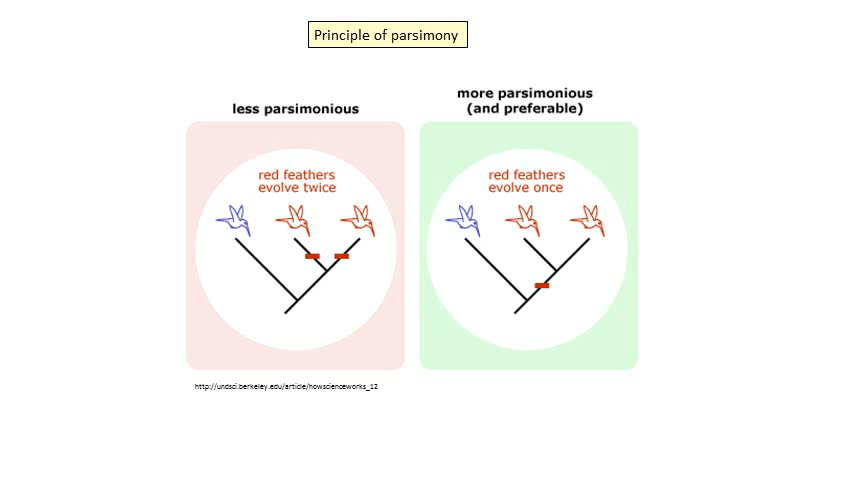 Principle of parsimony
less parsimonious
more parsimonious
(and preferable)
red feathers
evolve twice
red feathers
evolve once
http://undsci.berkeley.edu/article/howscienceworks_12